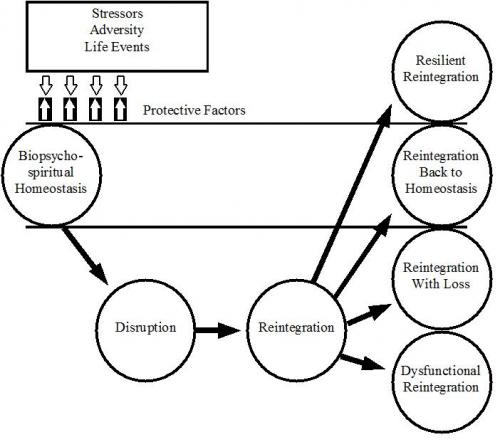 Stressors
Adversity
Life Events
Protective Factors
Biopsycho-
spiritual
Homeostasis
Disruption
Reintegration
Resilient
Reintegration
Reintegration
Back to
Homeostasis
Reintegration
With Loss
Dysfunctional
Reintegration